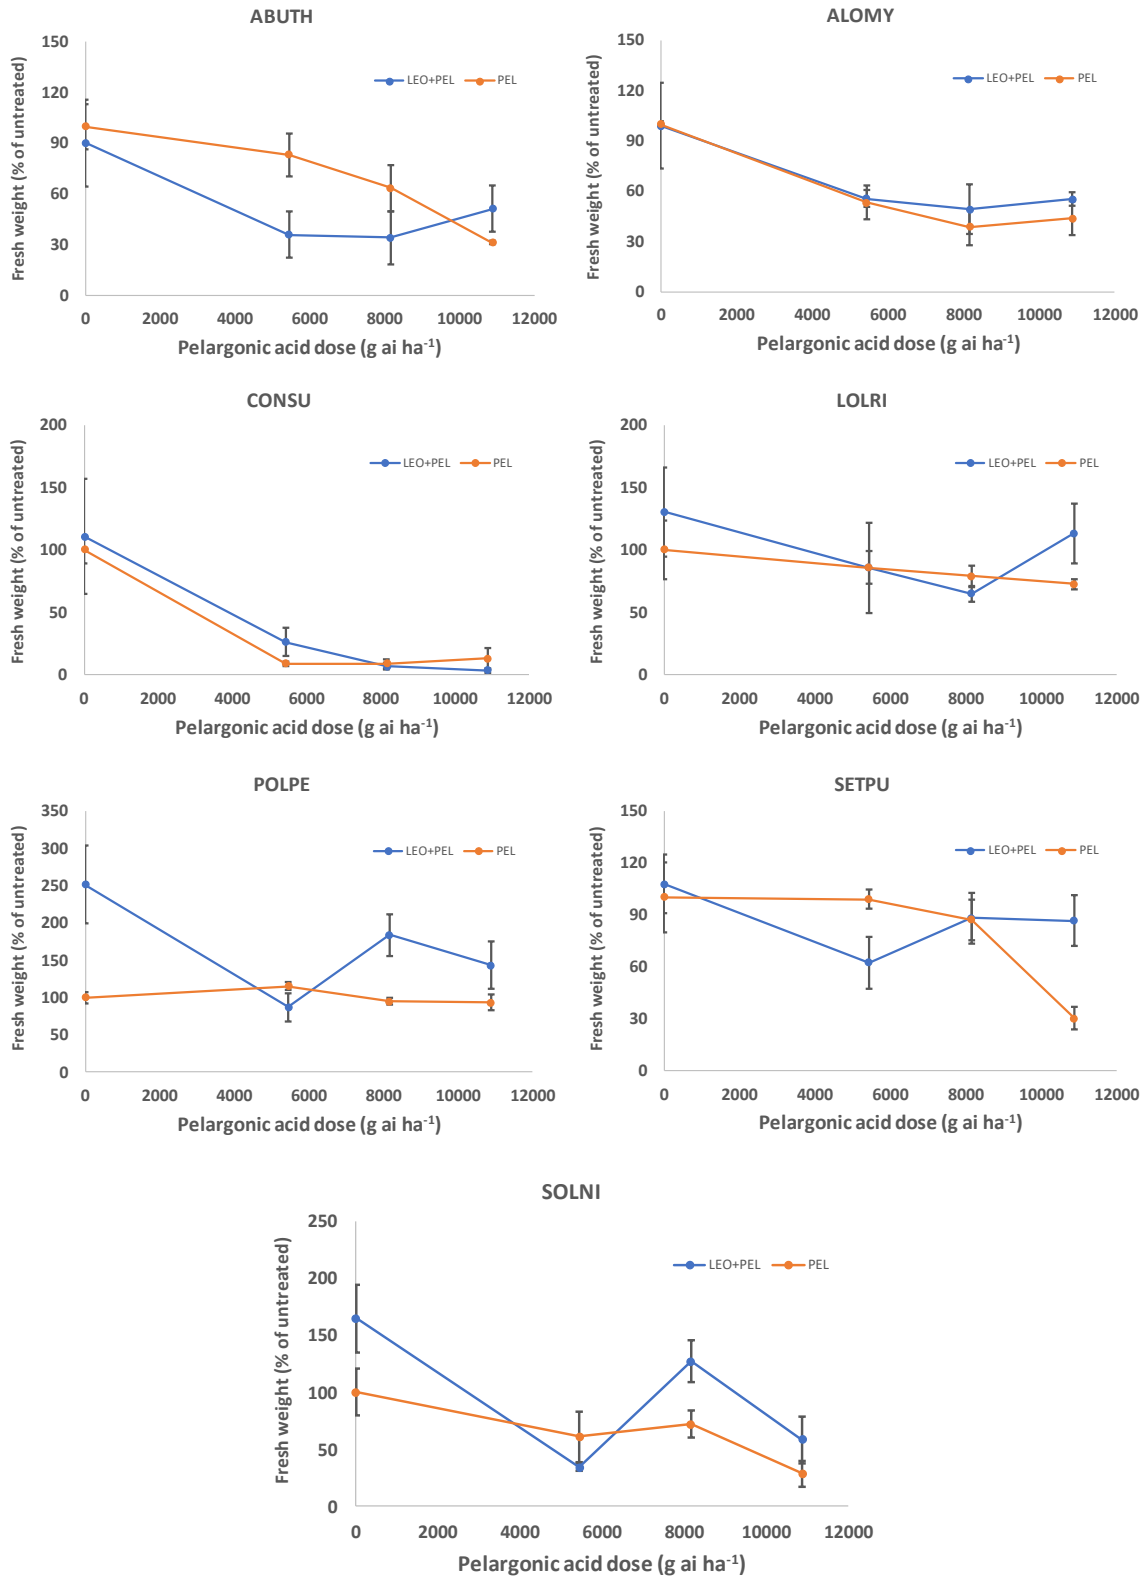 ABUTH
Fresh weight (% of untreated)
150
120
90
60
30
0
LEO+PEL PEL
0 2000 4000 6000 8000 10000 12000
Pelargonic acid dose (g ai ha⁻¹)
ALOMY
Fresh weight (% of untreated)
150
120
90
60
30
0
LEO+PEL PEL
0 2000 4000 6000 8000 10000 12000
Pelargonic acid dose (g ai ha⁻¹)
CONSU
Fresh weight (% of untreated)
200
150
100
50
0
LEO+PEL PEL
0 2000 4000 6000 8000 10000 12000
Pelargonic acid dose (g ai ha⁻¹)
LOLRI
Fresh weight (% of untreated)
200
150
100
50
0
LEO+PEL PEL
0 2000 4000 6000 8000 10000 12000
Pelargonic acid dose (g ai ha⁻¹)
POLPE
Fresh weight (% of untreated)
350
300
250
200
150
100
50
0
LEO+PEL PEL
0 2000 4000 6000 8000 10000 12000
Pelargonic acid dose (g ai ha⁻¹)
SETPU
Fresh weight (% of untreated)
150
120
90
60
30
0
LEO+PEL PEL
0 2000 4000 6000 8000 10000 12000
Pelargonic acid dose (g ai ha⁻¹)
SOLNI
Fresh weight (% of untreated)
250
200
150
100
50
0
LEO+PEL PEL
0 2000 4000 6000 8000 10000 12000
Pelargonic acid dose (g ai ha⁻¹)